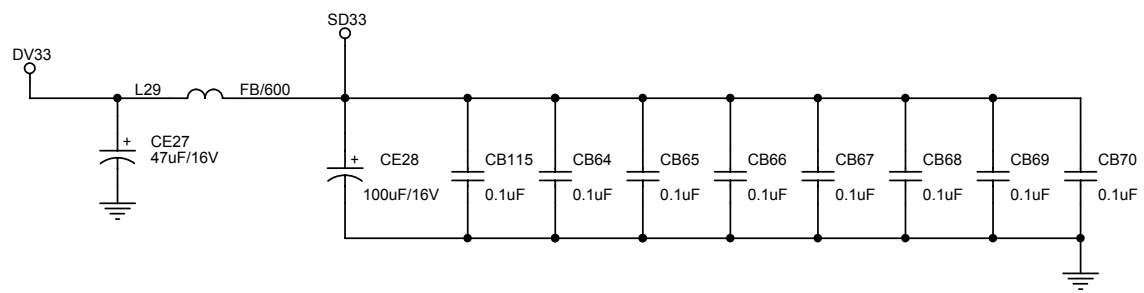 SD33
DV33
L29 FB/600
+ CE27
47uF/16V
+ CE28
100uF/16V
CB115
0.1uF
CB64
0.1uF
CB65
0.1uF
CB66
0.1uF
CB67
0.1uF
CB68
0.1uF
CB69
0.1uF
CB70
0.1uF